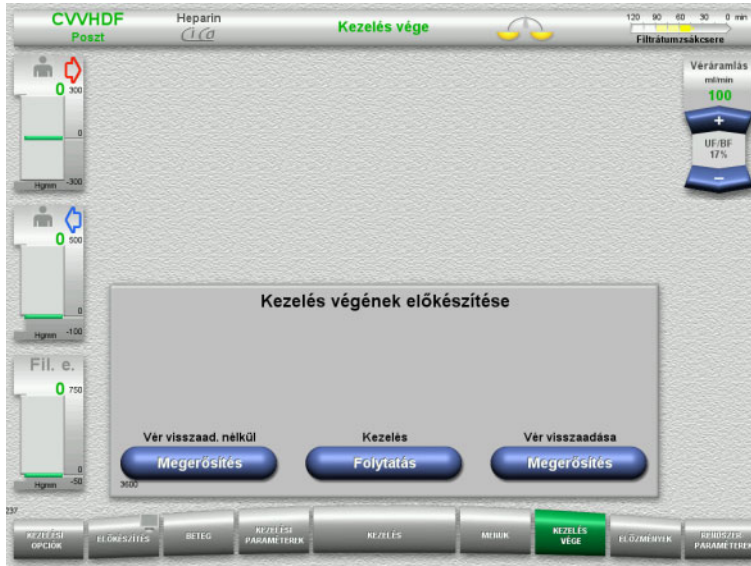 CVVHDF
Poszt
Heparin
Cica
Kezelés vége
120 90 60 30 0 min
Filtrátumzsákcsere
0 300
0
Hgmm -300
Véráramlás
ml/min
100
+
UF/BF
17%
−
0 500
0
Hgmm -100
Fil. e.
0 750
0
Hgmm -50
Kezelés végének előkészítése
Vér visszaad. nélkül
Kezelés
Vér visszaadása
Megerősítés
Folytatás
Megerősítés
3600
237
KEZELÉSI OPCIÓK
ELŐKÉSZÍTÉS
BETEG
KEZELÉSI PARAMÉTEREK
KEZELÉS
MENÜK
KEZELÉS VÉGE
ELŐZMÉNYEK
RENDSZER PARAMÉTEREK